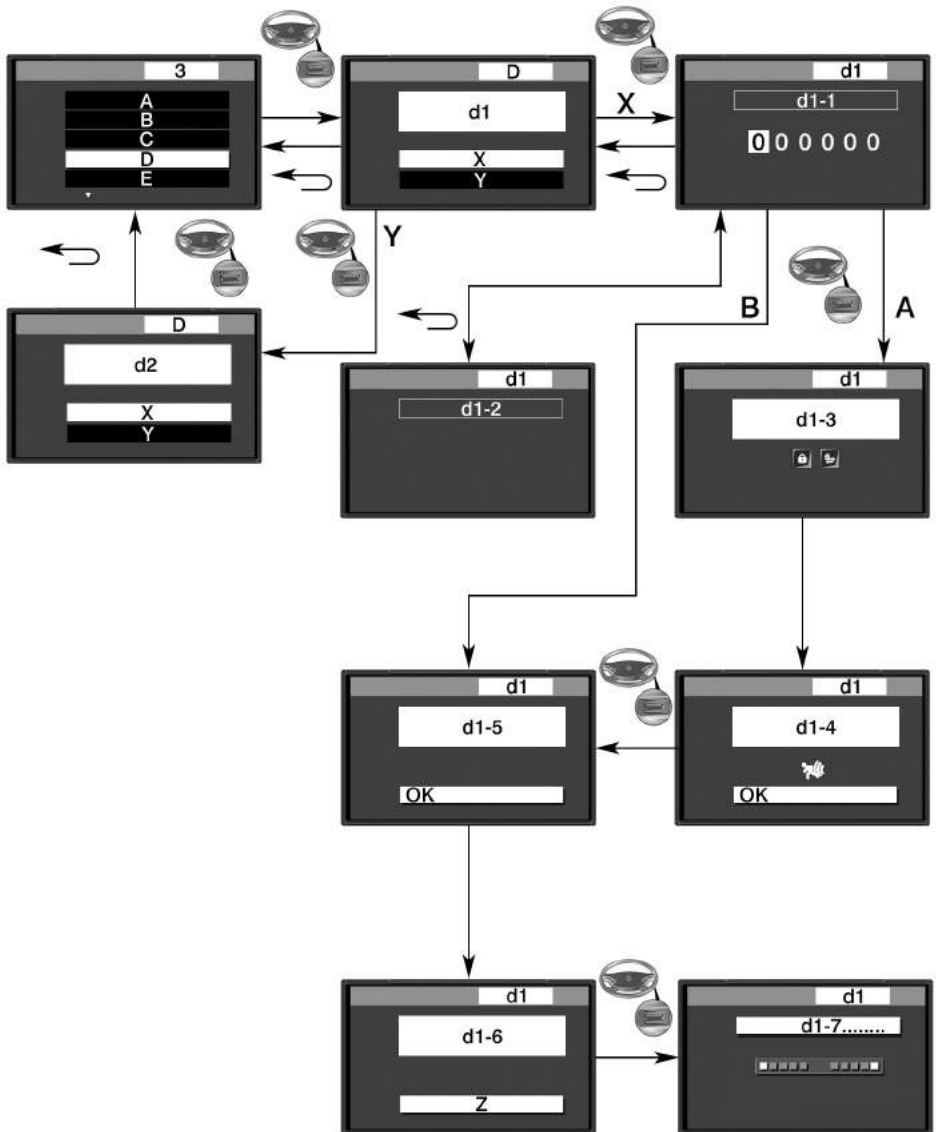 3
A
B
C
D
E
D
d1
X
Y
X
d1
d1-1
0 0 0 0 0 0
Y
B
A
D
d2
X
Y
d1
d1-2
d1
d1-3
d1
d1-5
OK
d1
d1-4
OK
d1
d1-6
Z
d1
d1-7........